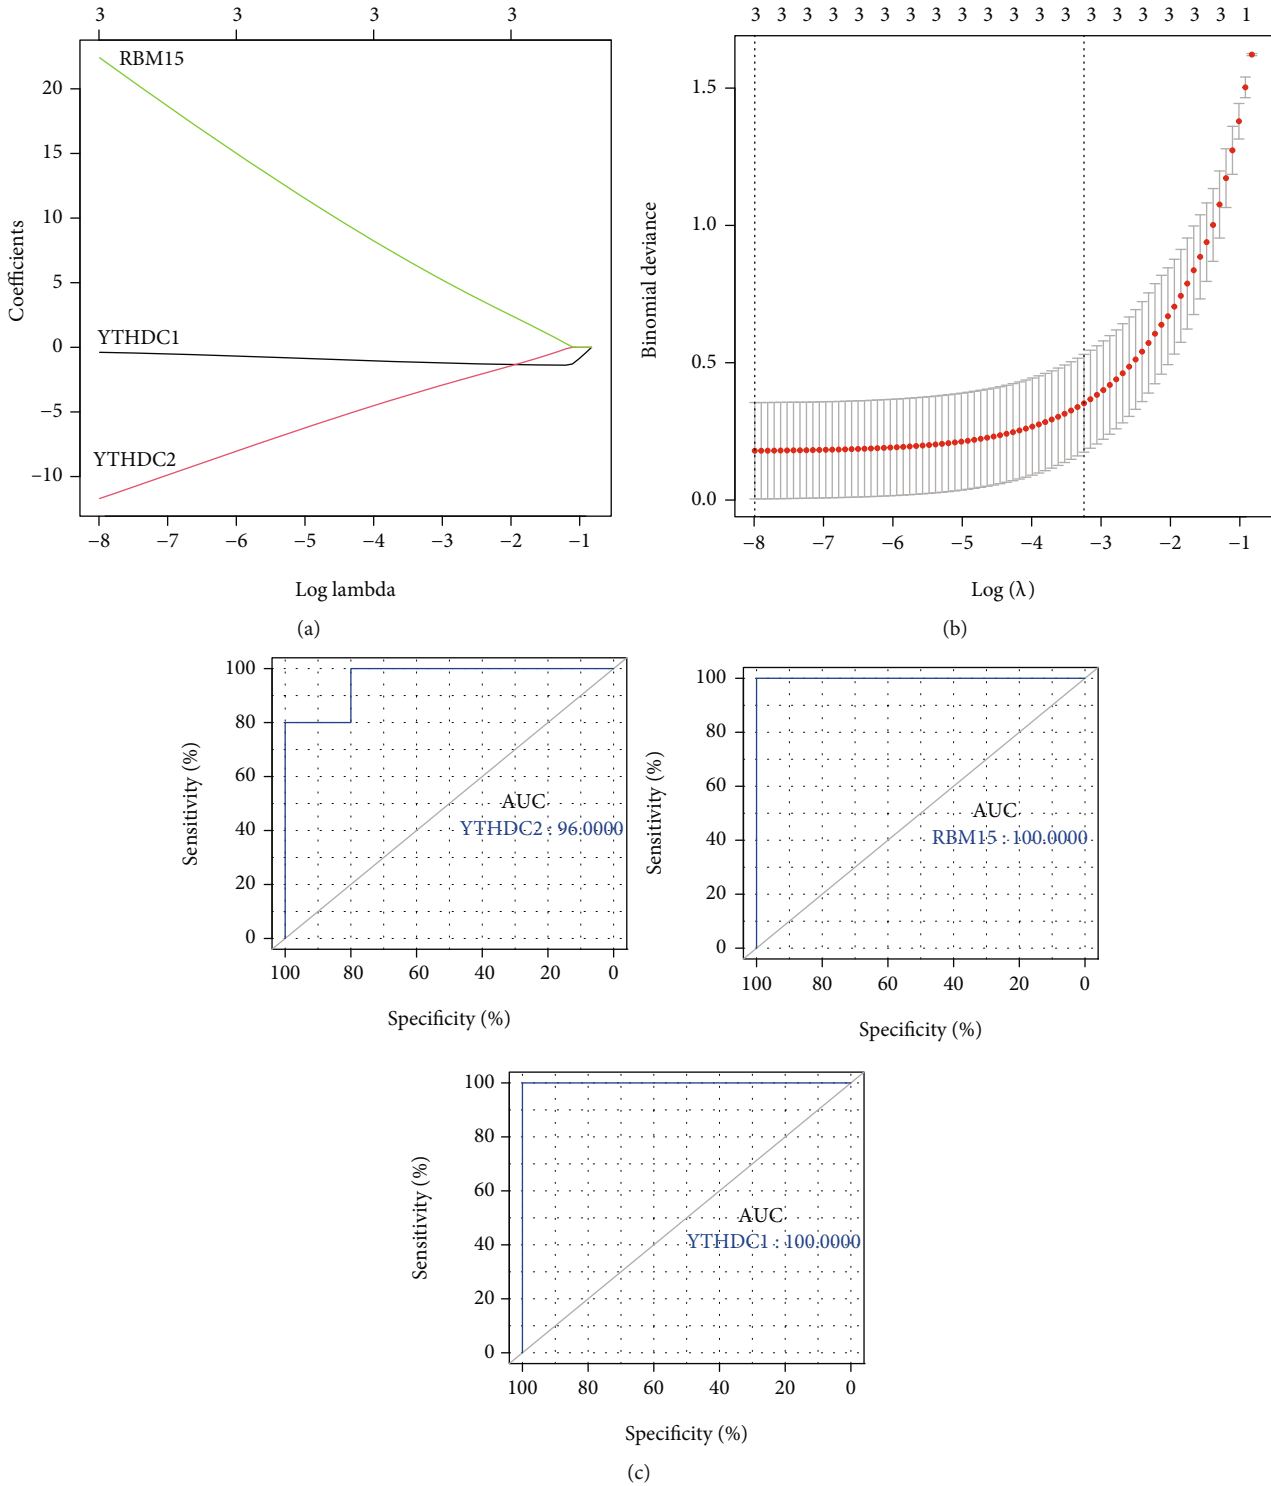 3 3 3 3
RBM15
YTHDC1
YTHDC2
20
15
10
5
0
−5
−10
Coefficients
−8 −7 −6 −5 −4 −3 −2 −1
Log lambda
(a)
3 3 3 3 3 3 3 3 3 3 3 3 3 3 3 3 3 3 3 1
1.5
1.0
0.5
0.0
Binomial deviance
−8 −7 −6 −5 −4 −3 −2 −1
Log (λ)
(b)
100
80
60
40
20
0
Sensitivity (%)
AUC
YTHDC2 : 96.0000
100 80 60 40 20 0
Specificity (%)
100
80
60
40
20
0
Sensitivity (%)
AUC
RBM15 : 100.0000
100 80 60 40 20 0
Specificity (%)
100
80
60
40
20
0
Sensitivity (%)
AUC
YTHDC1 : 100.0000
100 80 60 40 20 0
Specificity (%)
(c)